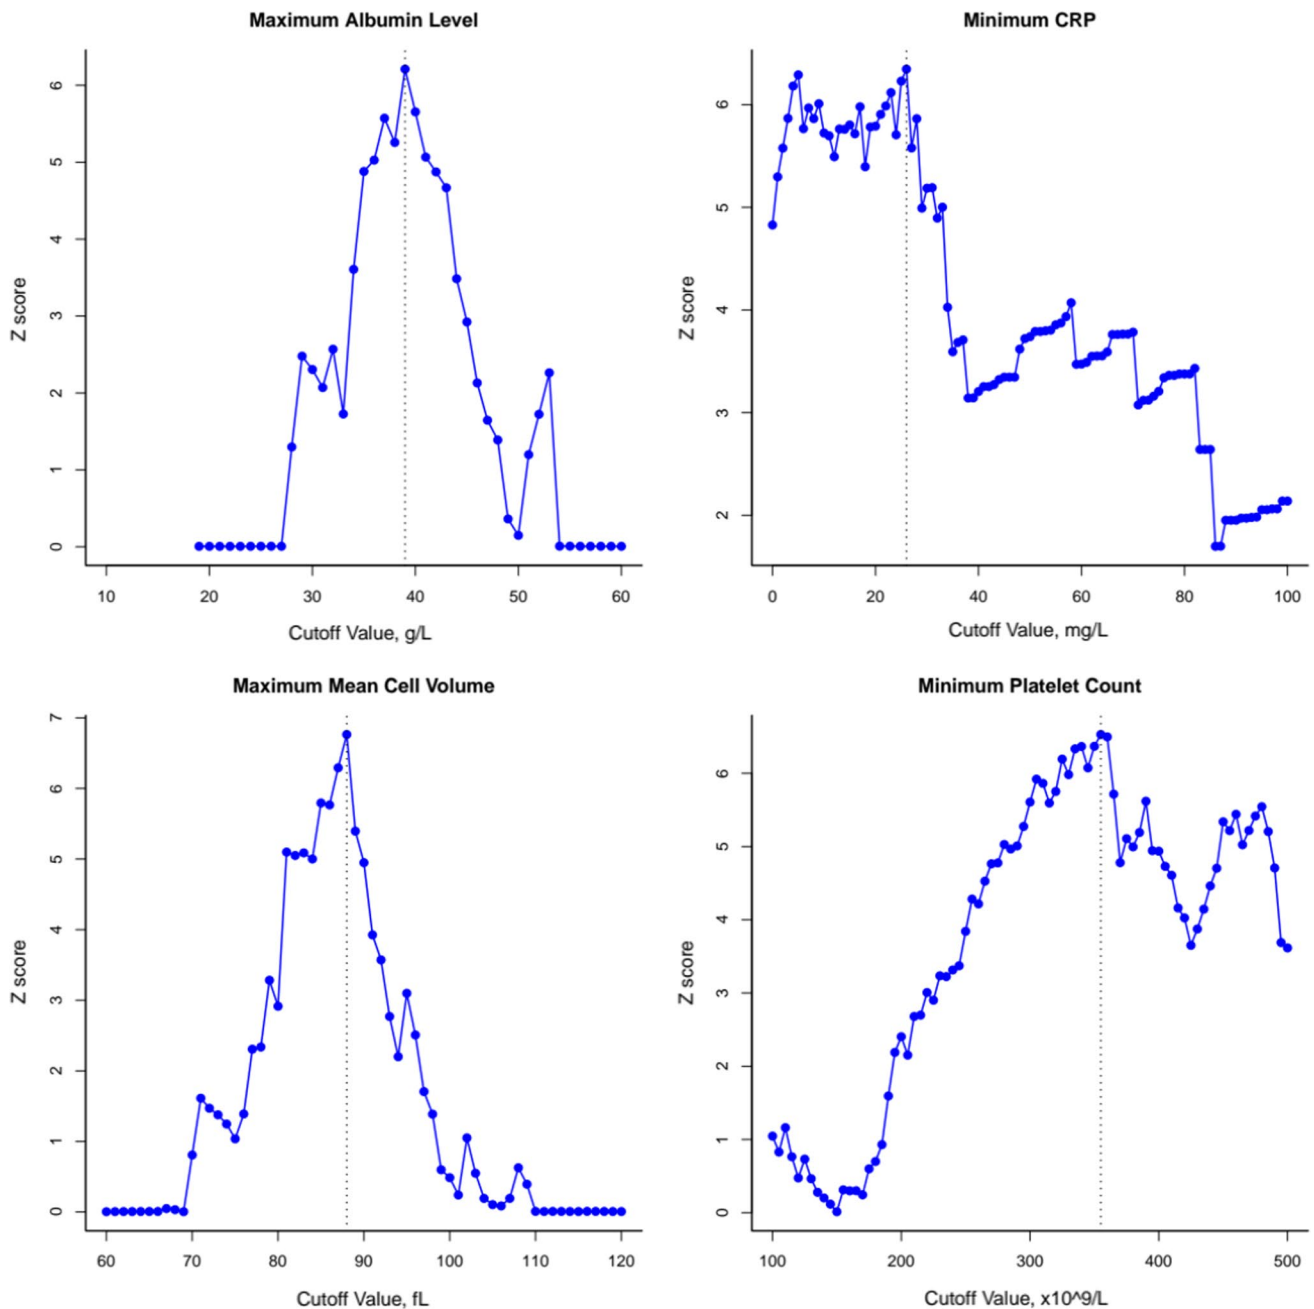 Maximum Albumin Level
Z score
0 1 2 3 4 5 6
10 20 30 40 50 60
Cutoff Value, g/L
Minimum CRP
Z score
2 3 4 5 6
0 20 40 60 80 100
Cutoff Value, mg/L
Maximum Mean Cell Volume
Z score
0 1 2 3 4 5 6 7
60 70 80 90 100 110 120
Cutoff Value, fL
Minimum Platelet Count
Z score
0 1 2 3 4 5 6
100 200 300 400 500
Cutoff Value, x10^9/L